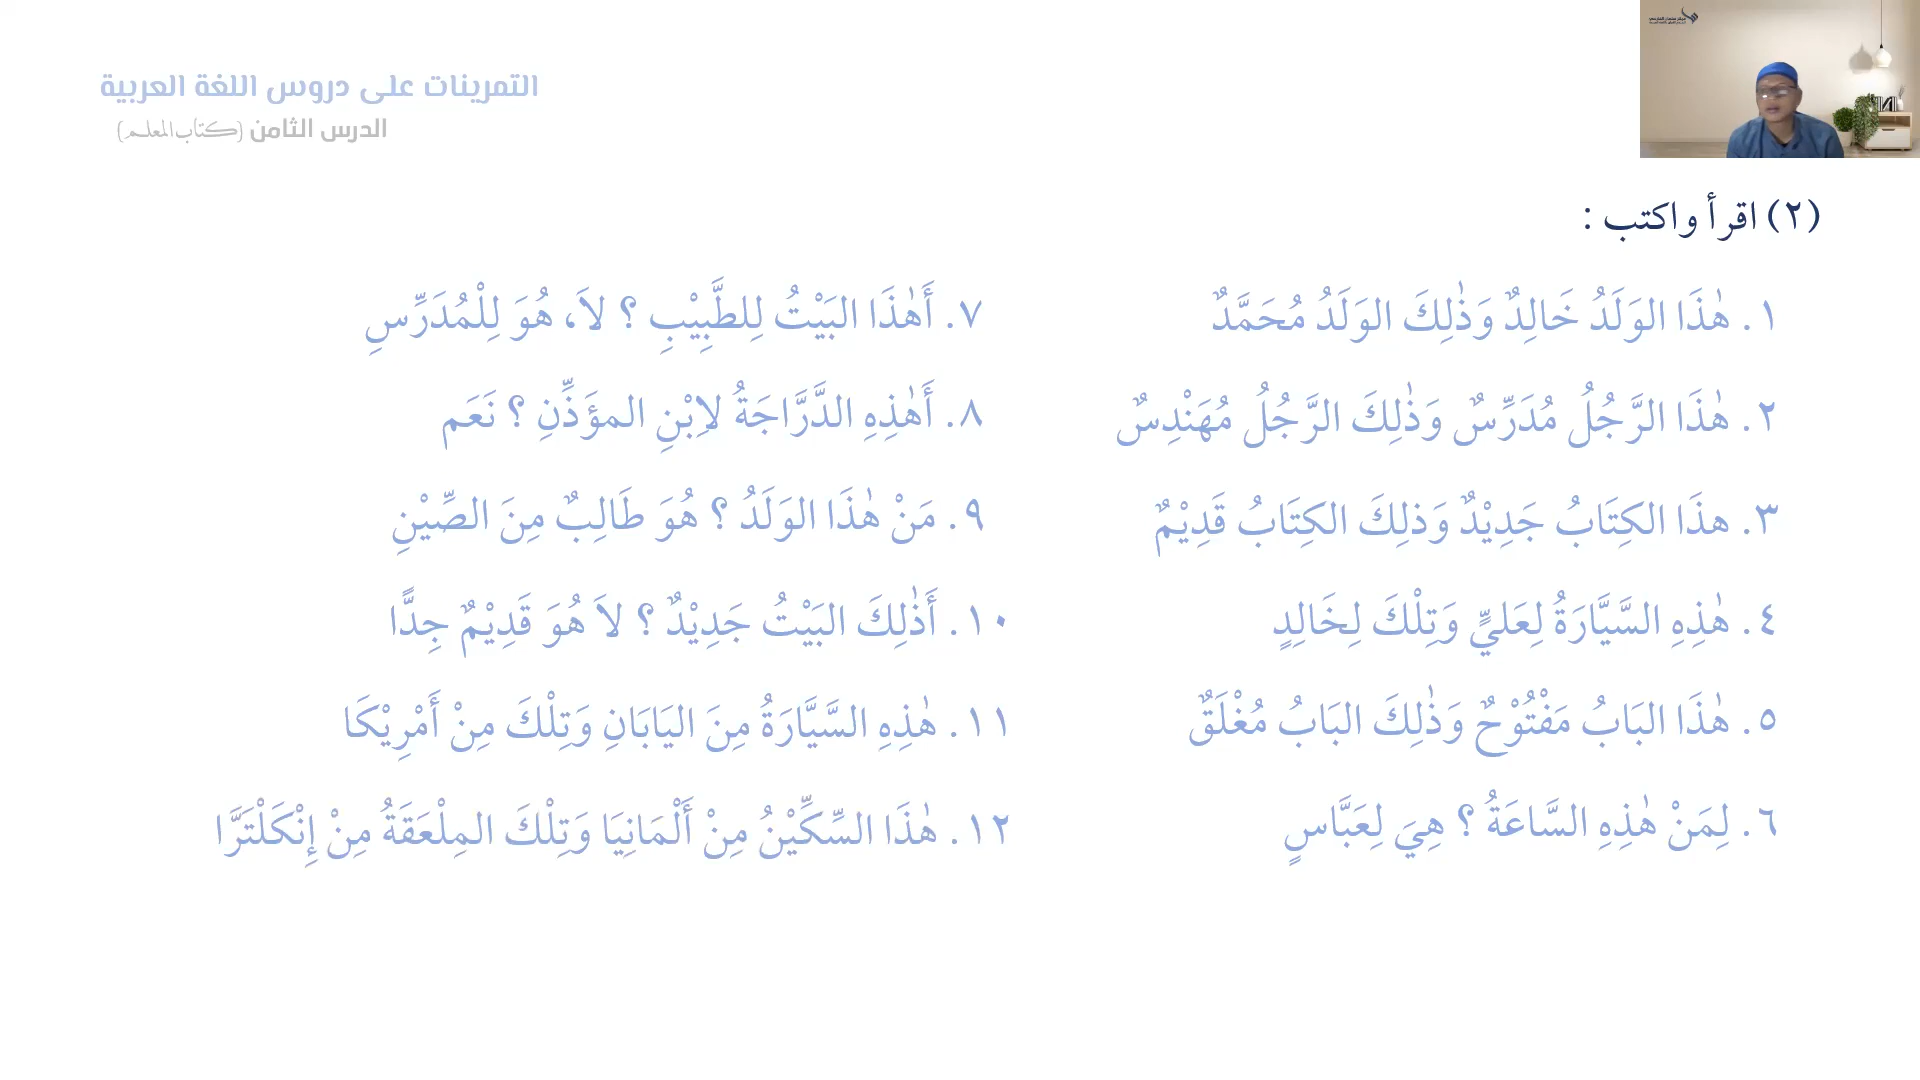 التمرينات على دروس اللغة العربية
الدرس الثامن (كتاب المعلم)
(٢) اقرأ واكتب :
١. هٰذَا الوَلَدُ خَالِدٌ وَذٰلِكَ الوَلَدُ مُحَمَّدٌ
٢. هٰذَا الرَّجُلُ مُدَرِّسٌ وَذٰلِكَ الرَّجُلُ مُهَنْدِسٌ
٣. هذَا الكِتَابُ جَدِيْدٌ وَذلِكَ الكِتَابُ قَدِيْمٌ
٤. هٰذِهِ السَّيَّارَةُ لِعَليٍّ وَتِلْكَ لِخَالِدٍ
٥. هٰذَا البَابُ مَفْتُوْحٌ وَذٰلِكَ البَابُ مُغْلَقٌ
٦. لِمَنْ هٰذِهِ السَّاعَةُ ؟ هِيَ لِعَبَّاسٍ
٧. أَهٰذَا البَيْتُ لِلطَّبِيْبِ ؟ لاَ، هُوَ لِلْمُدَرِّسِ
٨. أَهٰذِهِ الدَّرَّاجَةُ لاِبْنِ المؤَذِّنِ ؟ نَعَم
٩. مَنْ هٰذَا الوَلَدُ ؟ هُوَ طَالِبٌ مِنَ الصِّيْنِ
١٠. أَذٰلِكَ البَيْتُ جَدِيْدٌ ؟ لاَ هُوَ قَدِيْمٌ جِدًّا
١١. هٰذِهِ السَّيَّارَةُ مِنَ اليَابَانِ وَتِلْكَ مِنْ أَمْرِيْكَا
١٢. هٰذَا السِّكِّيْنُ مِنْ أَلْمَانِيَا وَتِلْكَ المِلْعَقَةُ مِنْ إِنْكَلْتَرَّا